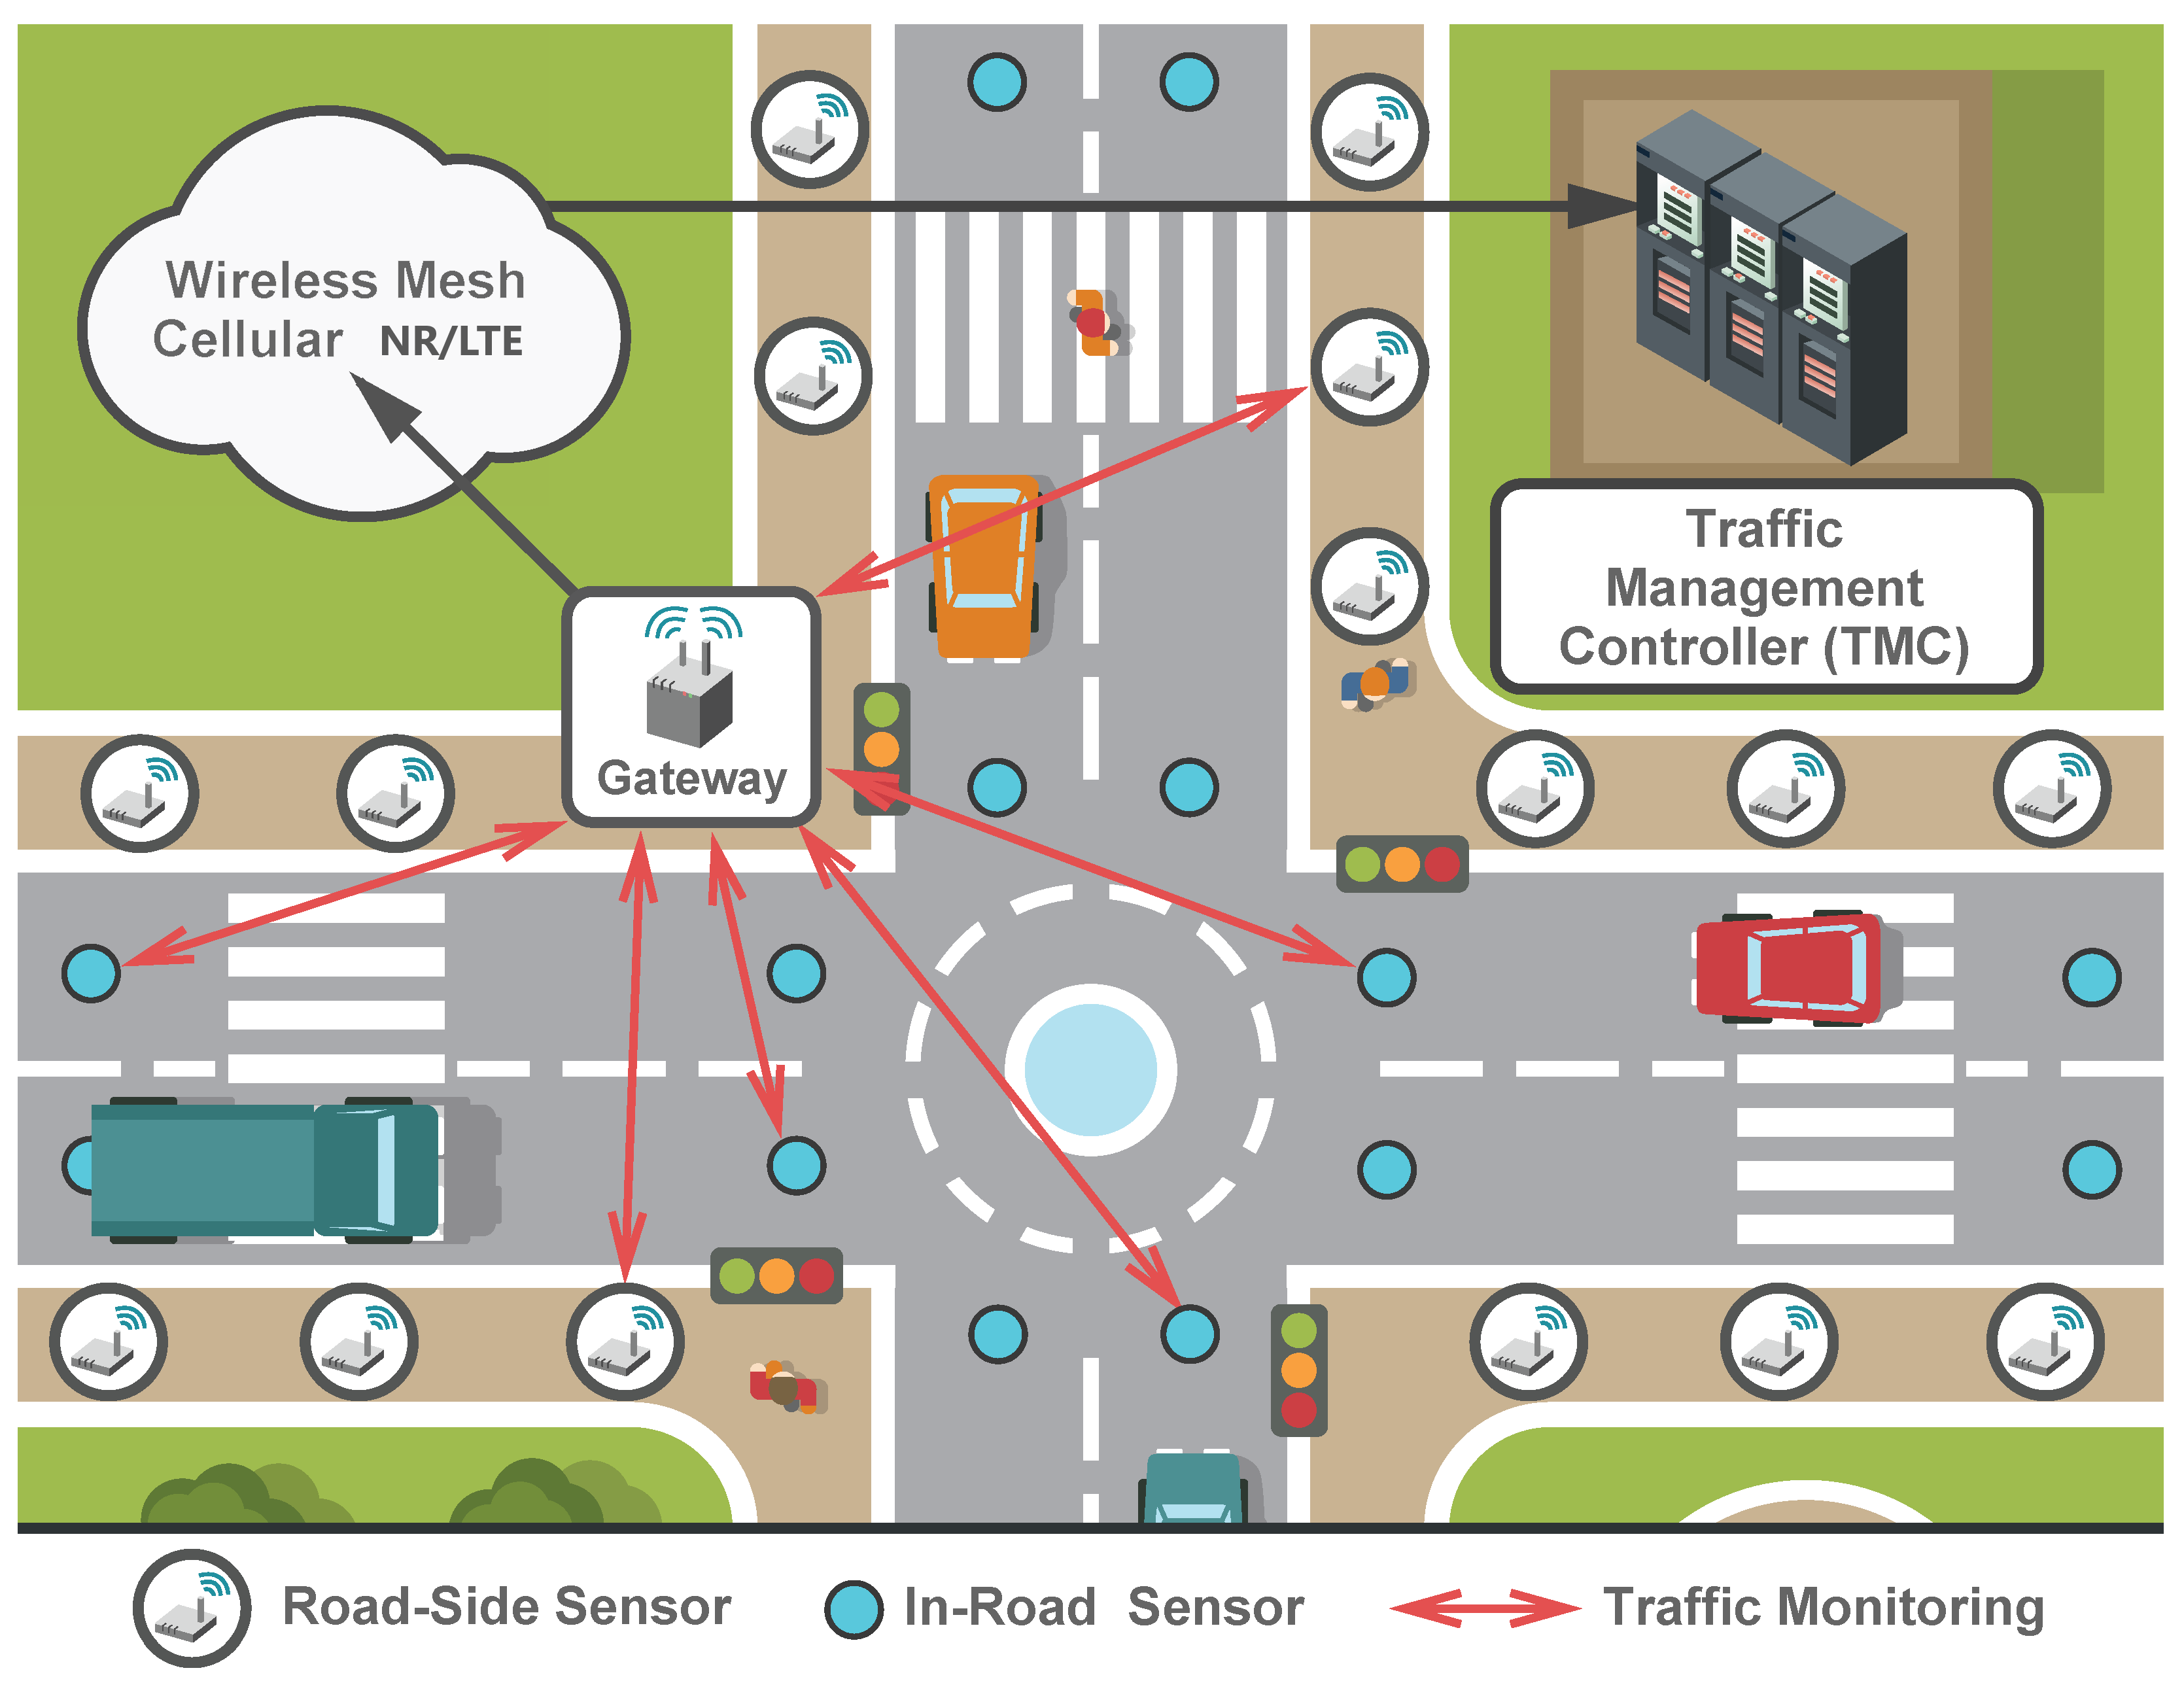 Wireless Mesh
Cellular NR/LTE
Traffic
Management
Controller (TMC)
Gateway
Road-Side Sensor
In-Road Sensor
Traffic Monitoring